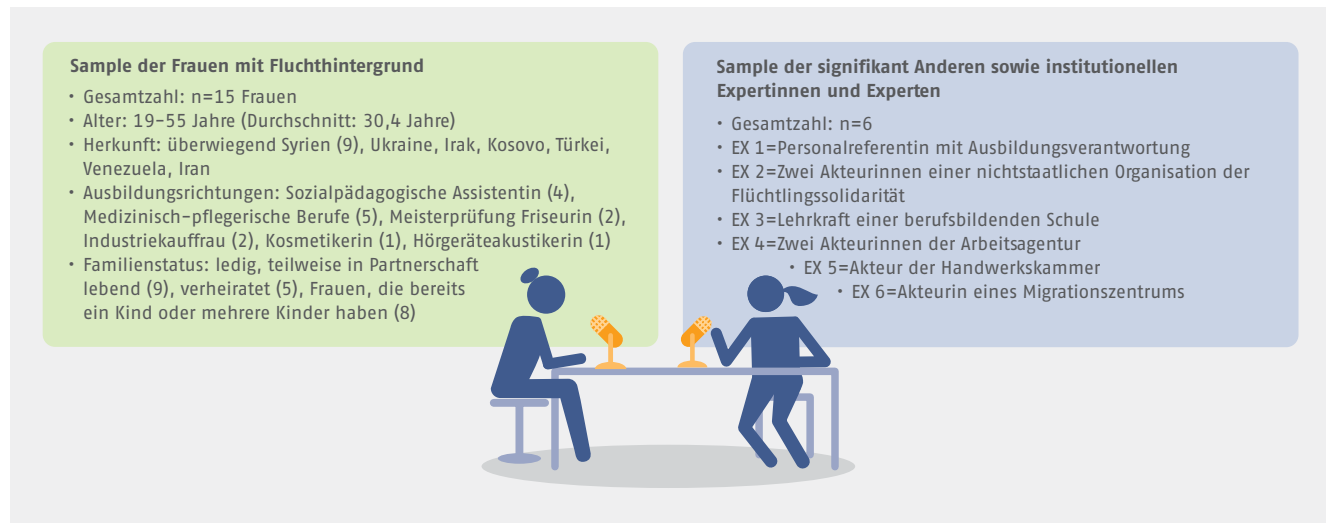 Sample der Frauen mit Fluchthintergrund
• Gesamtzahl: n=15 Frauen
• Alter: 19–55 Jahre (Durchschnitt: 30,4 Jahre)
• Herkunft: überwiegend Syrien (9), Ukraine, Irak, Kosovo, Türkei,
Venezuela, Iran
• Ausbildungsrichtungen: Sozialpädagogische Assistentin (4),
Medizinisch-pflegerische Berufe (5), Meisterprüfung Friseurin (2),
Industriekauffrau (2), Kosmetikerin (1), Hörgeräteakustikerin (1)
• Familienstatus: ledig, teilweise in Partnerschaft
lebend (9), verheiratet (5), Frauen, die bereits
ein Kind oder mehrere Kinder haben (8)
Sample der signifikant Anderen sowie institutionellen
Expertinnen und Experten
• Gesamtzahl: n=6
• EX 1=Personalreferentin mit Ausbildungsverantwortung
• EX 2=Zwei Akteurinnen einer nichtstaatlichen Organisation der
Flüchtlingssolidarität
• EX 3=Lehrkraft einer berufsbildenden Schule
• EX 4=Zwei Akteurinnen der Arbeitsagentur
• EX 5=Akteur der Handwerkskammer
• EX 6=Akteurin eines Migrationszentrums